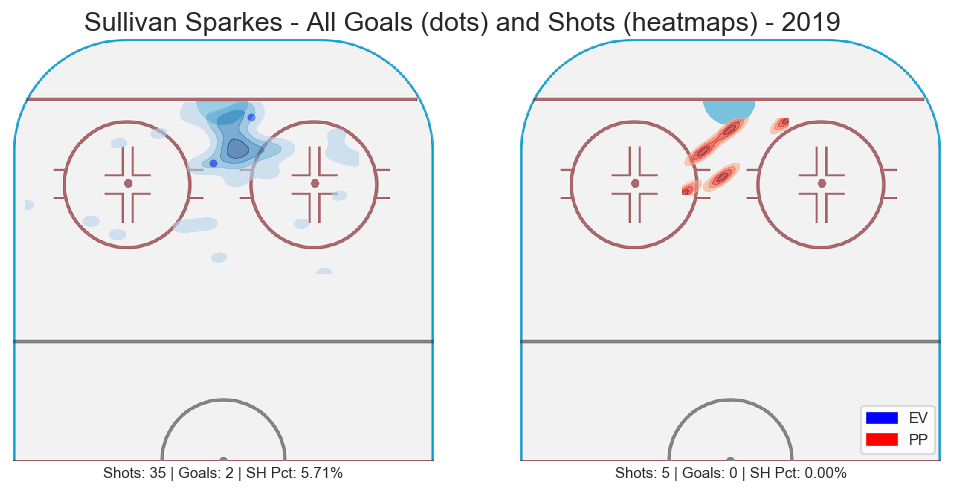 Sullivan Sparkes - All Goals (dots) and Shots (heatmaps) - 2019
EV
PP
Shots: 35 | Goals: 2 | SH Pct: 5.71%
Shots: 5 | Goals: 0 | SH Pct: 0.00%